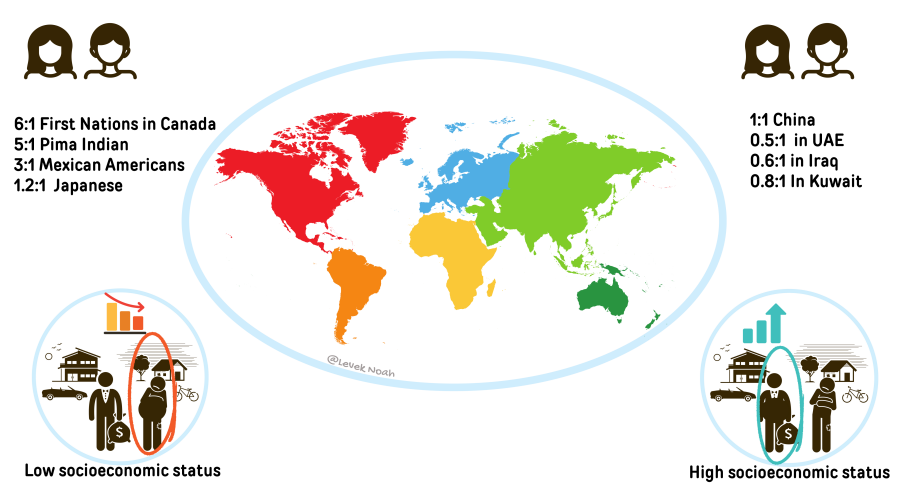 6:1 First Nations in Canada
5:1 Pima Indian
3:1 Mexican Americans
1.2:1 Japanese
1:1 China
0.5:1 in UAE
0.6:1 in Iraq
0.8:1 In Kuwait
@Levek Noah
$
Low socioeconomic status
$
High socioeconomic status